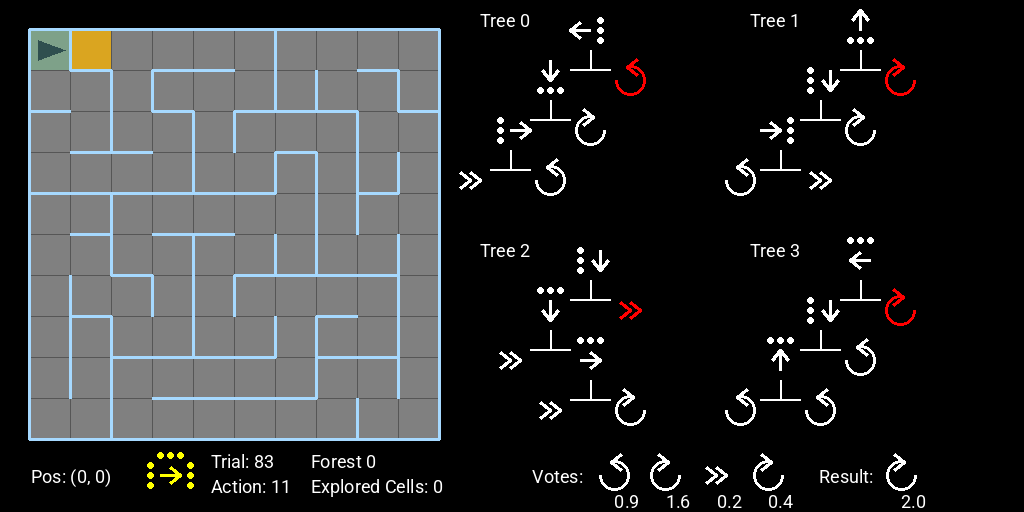 Tree 0
Tree 1
Tree 2
Tree 3
Pos: (0, 0)
Trial: 83
Forest 0
Action: 11
Explored Cells: 0
Votes:
0.9
1.6
0.2
0.4
Result:
2.0